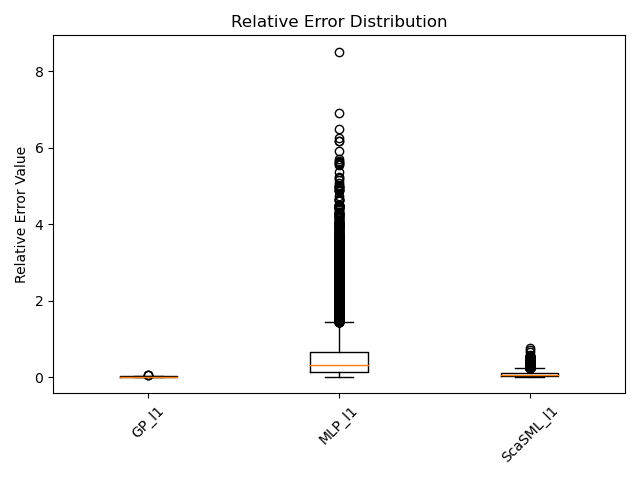 Relative Error Distribution
Relative Error Value
8
6
4
2
0
GP_l1
MLP_l1
ScaSML_l1